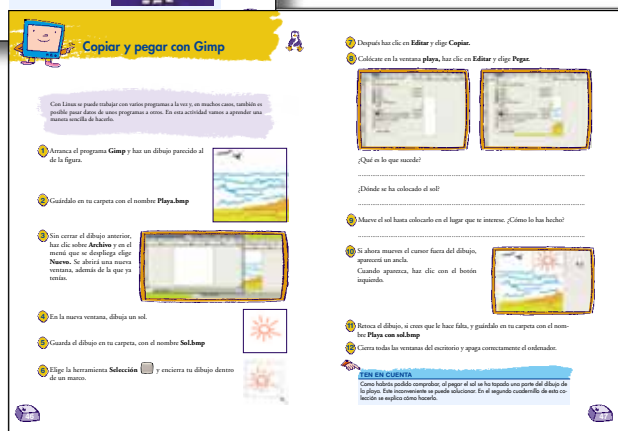 Copiar y pegar con Gimp
Con Linux se puede trabajar con varios programas a la vez y, en muchos casos, también es
posible pasar datos de unos programas a otros. En esta actividad vamos a aprender una
manera sencilla de hacerlo.
1 Arranca el programa Gimp y haz un dibujo parecido al
de la figura.
2 Guárdalo en tu carpeta con el nombre Playa.bmp
3 Sin cerrar el dibujo anterior,
haz clic sobre Archivo y en el
menú que se despliega elige
Nuevo. Se abrirá una nueva
ventana, además de la que ya
tenías.
4 En la nueva ventana, dibuja un sol.
5 Guarda el dibujo en tu carpeta, con el nombre Sol.bmp
6 Elige la herramienta Selección y encierra tu dibujo dentro
de un marco.
46
7 Después haz clic en Editar y elige Copiar.
8 Colócate en la ventana playa, haz clic en Editar y elige Pegar.
¿Qué es lo que sucede?
¿Dónde se ha colocado el sol?
9 Mueve el sol hasta colocarlo en el lugar que te interese. ¿Cómo lo has hecho?
10 Si ahora mueves el cursor fuera del dibujo,
aparecerá un ancla.
Cuando aparezca, haz clic con el botón
izquierdo.
11 Retoca el dibujo, si crees que le hace falta, y guárdalo en tu carpeta con el nom-
bre Playa con sol.bmp
12 Cierra todas las ventanas del escritorio y apaga correctamente el ordenador.
TEN EN CUENTA
Como habrás podido comprobar, al pegar el sol se ha tapado una parte del dibujo de
la playa. Este inconveniente se puede solucionar. En el segundo cuadernillo de esta co-
lección se explica cómo hacerlo.
47